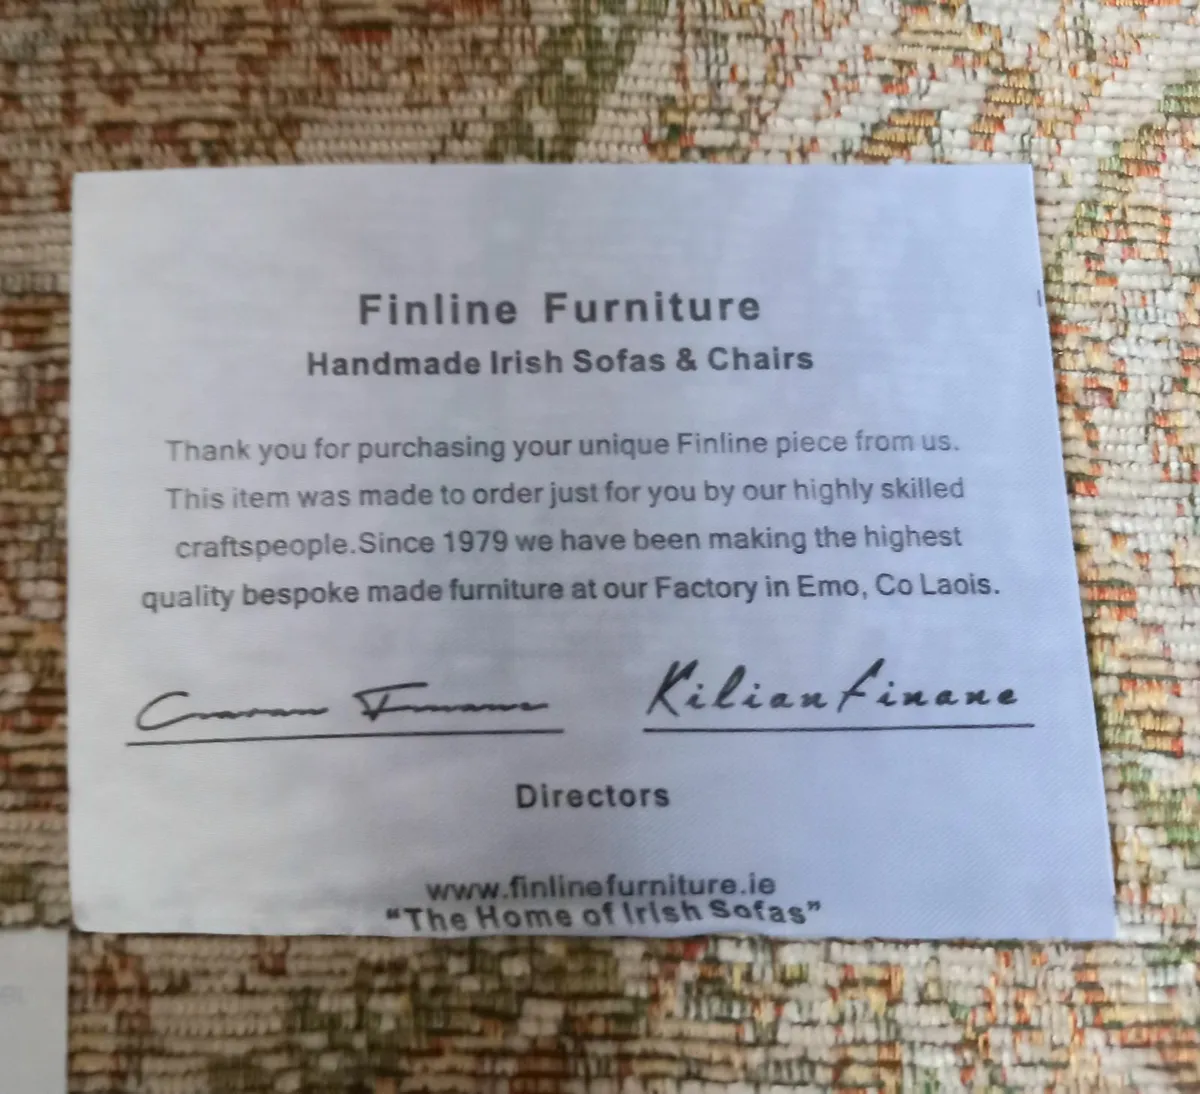 Finline Furniture
Handmade Irish Sofas & Chairs
Thank you for purchasing your unique Finline piece from us.
This item was made to order just for you by our highly skilled
craftspeople.Since 1979 we have been making the highest
quality bespoke made furniture at our Factory in Emo, Co Laois.
Kilian Finane
Directors
www.finlinefurniture.ie
“The Home of Irish Sofas”